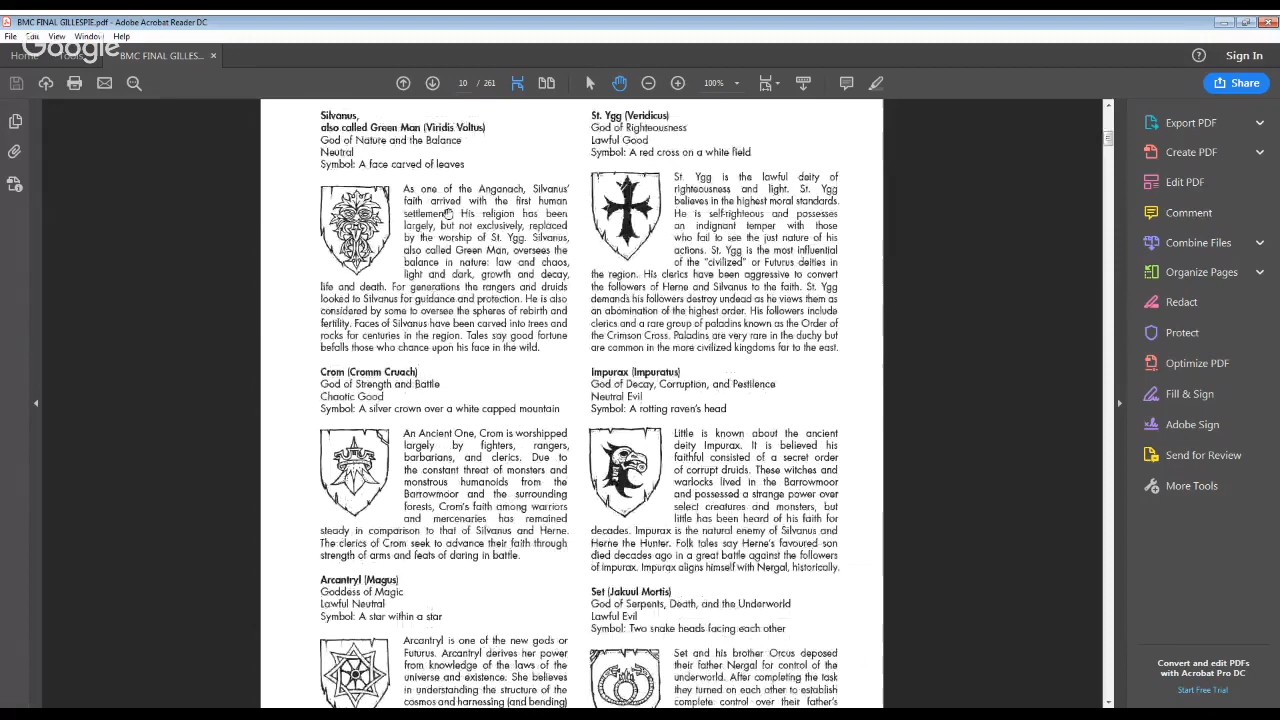 BMC FINAL GILLESPIE.pdf - Adobe Acrobat Reader DC
File Edit View Window Help
Google
Home Tools BMC FINAL GILLES... × Sign In
10 / 261 100% Share
Silvanus,
also called Green Man (Viridis Voltus)
God of Nature and the Balance
Neutral
Symbol: A face carved of leaves
As one of the Anganach, Silvanus’
faith arrived with the first human
settlement. His religion has been
largely, but not exclusively, replaced
by the worship of St. Ygg. Silvanus,
also called Green Man, oversees the
balance in nature: law and chaos,
light and dark, growth and decay,
life and death. For generations the rangers and druids
looked to Silvanus for guidance and protection. He is also
considered by some to oversee the spheres of rebirth and
fertility. Faces of Silvanus have been carved into trees and
rocks for centuries in the region. Tales say good fortune
befalls those who chance upon his face in the wild.
Crom (Cromm Cruach)
God of Strength and Battle
Chaotic Good
Symbol: A silver crown over a white capped mountain
An Ancient One, Crom is worshipped
largely by fighters, rangers,
barbarians, and clerics. Due to
the constant threat of monsters and
monstrous humanoids from the
Barrowmoor and the surrounding
forests, Crom’s faith among warriors
and mercenaries has remained
steady in comparison to that of Silvanus and Herne.
The clerics of Crom seek to advance their faith through
strength of arms and feats of daring in battle.
Arcantryl (Magus)
Goddess of Magic
Lawful Neutral
Symbol: A star within a star
Arcantryl is one of the new gods or
Futurus. Arcantryl derives her power
from knowledge of the laws of the
universe and existence. She believes
in understanding the structure of the
cosmos and harnessing (and bending)
St. Ygg (Veridicus)
God of Righteousness
Lawful Good
Symbol: A red cross on a white field
St. Ygg is the lawful deity of
righteousness and light. St. Ygg
believes in the highest moral standards.
He is self-righteous and possesses
an indignant temper with those
who fail to see the just nature of his
actions. St. Ygg is the most influential
of the “civilized” or Futurus deities in
the region. His clerics have been aggressive to convert
the followers of Herne and Silvanus to the faith. St. Ygg
demands his followers destroy undead as he views them as
an abomination of the highest order. His followers include
clerics and a rare group of paladins known as the Order of
the Crimson Cross. Paladins are very rare in the duchy but
are common in the more civilized kingdoms far to the east.
Impurax (Impuratus)
God of Decay, Corruption, and Pestilence
Neutral Evil
Symbol: A rotting raven’s head
Little is known about the ancient
deity Impurax. It is believed his
faithful consisted of a secret order
of corrupt druids. These witches and
warlocks lived in the Barrowmoor
and possessed a strange power over
select creatures and monsters, but
little has been heard of his faith for
decades. Impurax is the natural enemy of Silvanus and
Herne the Hunter. Folk tales say Herne’s favoured son
died decades ago in a great battle against the followers
of Impurax. Impurax aligns himself with Nergal, historically.
Set (Jakuul Mortis)
God of Serpents, Death, and the Underworld
Lawful Evil
Symbol: Two snake heads facing each other
Set and his brother Orcus deposed
their father Nergal for control of the
underworld. After completing the task
they turned on each other to establish
complete control over their father’s
Export PDF
Create PDF
Edit PDF
Comment
Combine Files
Organize Pages
Redact
Protect
Optimize PDF
Fill & Sign
Adobe Sign
Send for Review
More Tools
Convert and edit PDFs
with Acrobat Pro DC
Start Free Trial